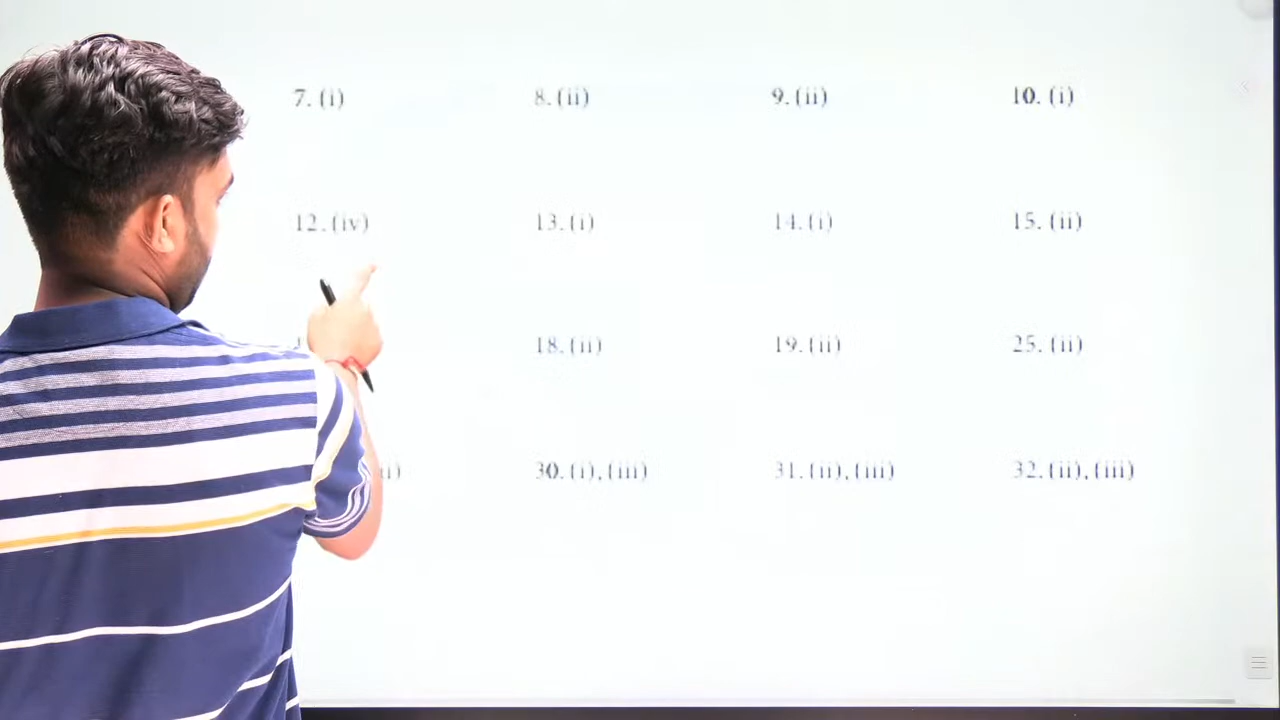 7. (i) 8. (ii) 9. (ii) 10. (i)
12. (iv) 13. (i) 14. (i) 15. (ii)
18. (ii) 19. (ii) 25. (ii)
30. (i), (iii) 31. (ii), (iii) 32. (ii), (iii)